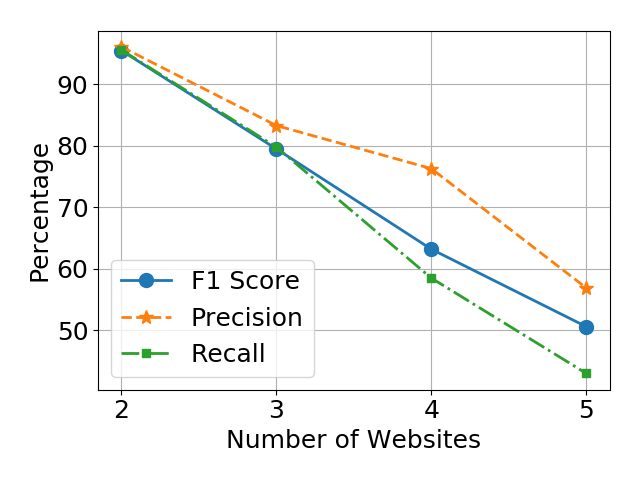 90
80
70
60
50
Percentage
F1 Score
Precision
Recall
2 3 4 5
Number of Websites